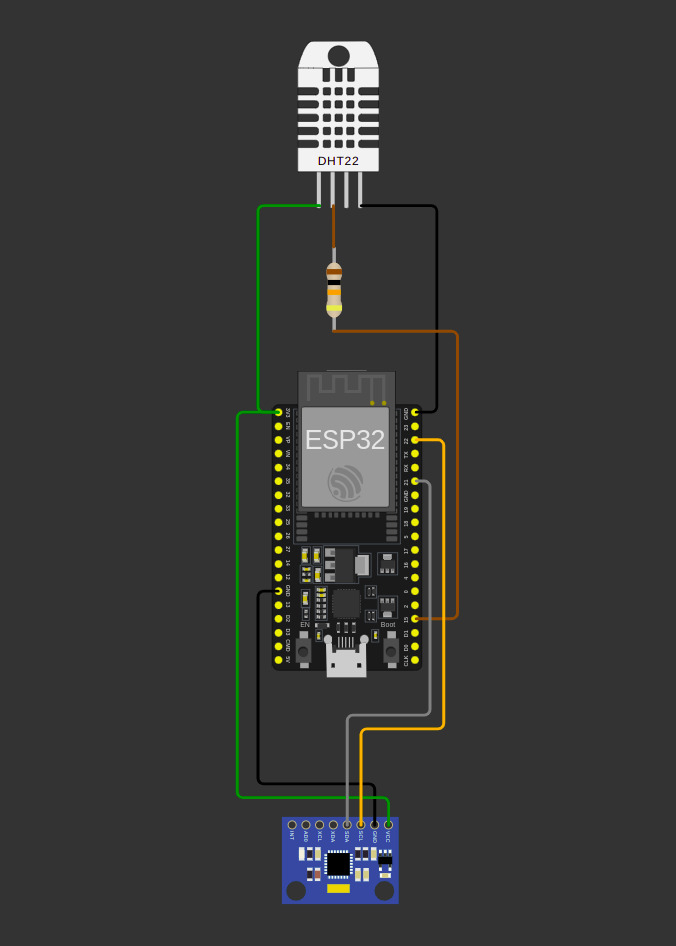 DHT22
ESP32
3V3
EN
VP
VN
34
35
32
33
25
26
27
14
12
GND
13
D2
D3
CMD
5V
GND
23
22
TX
RX
21
GND
19
18
5
17
16
4
0
2
15
D1
D0
CLK
EN
Boot
INT
AD0
XCL
XDA
SDA
SCL
GND
VCC